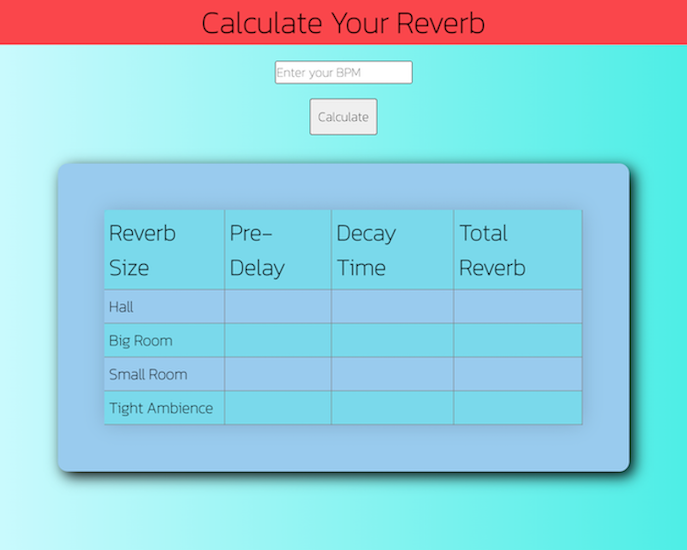 Calculate Your Reverb
Enter your BPM
Calculate
Reverb Size Pre-Delay Decay Time Total Reverb
Hall
Big Room
Small Room
Tight Ambience